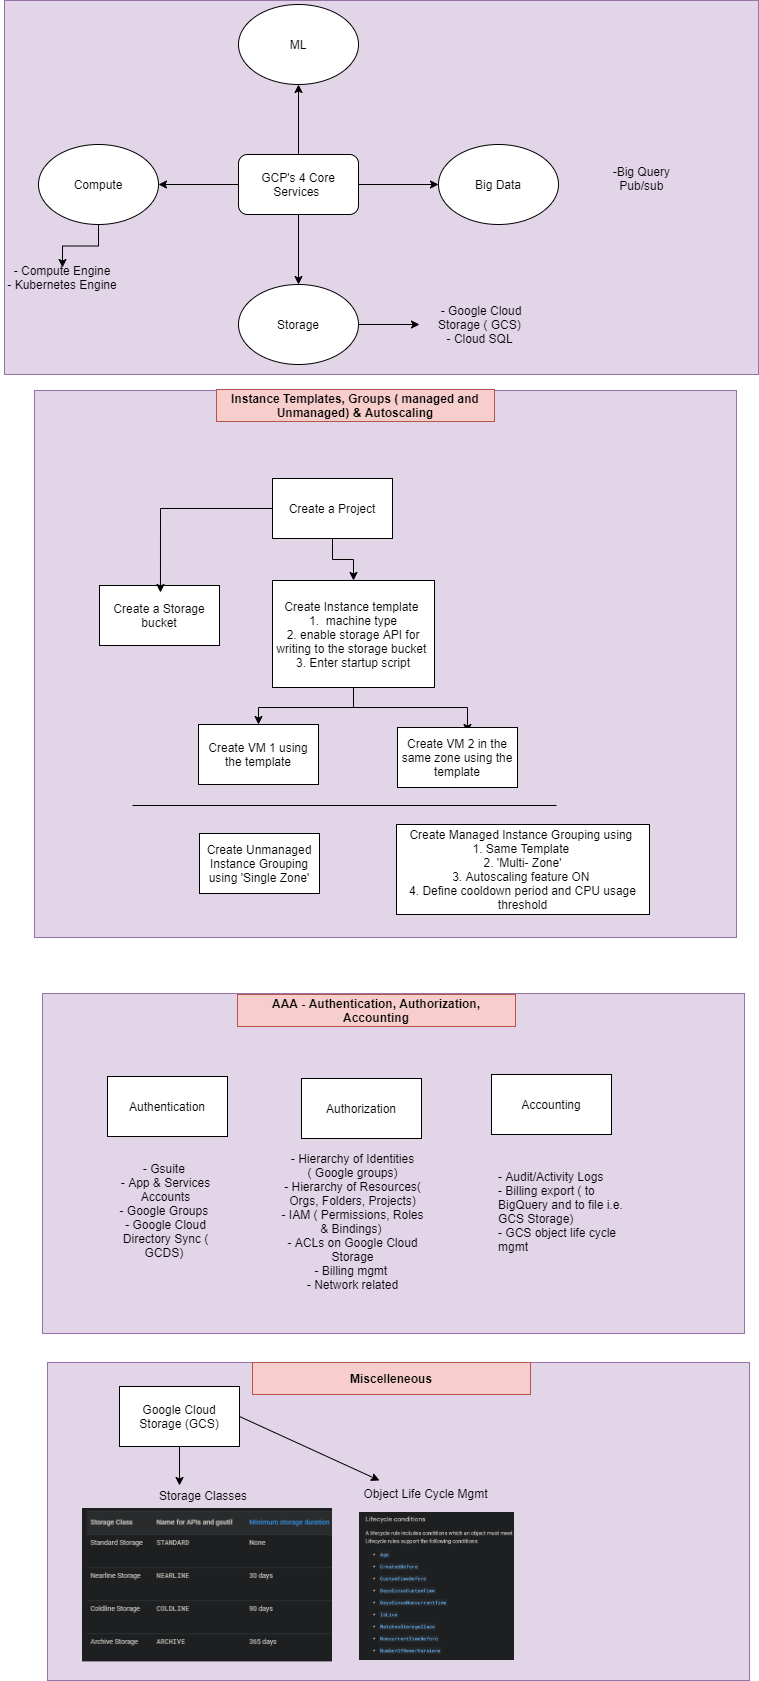 ML
Compute
GCP's 4 Core
Services
Big Data
-Big Query
Pub/sub
- Compute Engine
- Kubernetes Engine
Storage
- Google Cloud
Storage ( GCS)
- Cloud SQL
Instance Templates, Groups ( managed and
Unmanaged) & Autoscaling
Create a Project
Create a Storage
bucket
Create Instance template
1. machine type
2. enable storage API for
writing to the storage bucket
3. Enter startup script
Create VM 1 using
the template
Create VM 2 in the
same zone using the
template
Create Unmanaged
Instance Grouping
using 'Single Zone'
Create Managed Instance Grouping using
1. Same Template
2. 'Multi- Zone'
3. Autoscaling feature ON
4. Define cooldown period and CPU usage
threshold
AAA - Authentication, Authorization,
Accounting
Authentication
- Gsuite
- App & Services
Accounts
- Google Groups
- Google Cloud
Directory Sync (
GCDS)
Authorization
- Hierarchy of Identities
( Google groups)
- Hierarchy of Resources(
Orgs, Folders, Projects)
- IAM ( Permissions, Roles
& Bindings)
- ACLs on Google Cloud
Storage
- Billing mgmt
- Network related
Accounting
- Audit/Activity Logs
- Billing export ( to
BigQuery and to file i.e.
GCS Storage)
- GCS object life cycle
mgmt
Miscelleneous
Google Cloud
Storage (GCS)
Storage Classes
Storage Class Name for APIs and gsutil Minimum storage duration
Standard Storage STANDARD None
Nearline Storage NEARLINE 30 days
Coldline Storage COLDLINE 90 days
Archive Storage ARCHIVE 365 days
Object Life Cycle Mgmt
Lifecycle conditions
A lifecycle rule includes conditions which an object must meet
Lifecycle rules support the following conditions:
• Age
• CreatedBefore
• CustomTimeBefore
• DaysSinceCustomTime
• DaysSinceNoncurrentTime
• IsLive
• MatchesStorageClass
• NoncurrentTimeBefore
• NumberOfNewerVersions